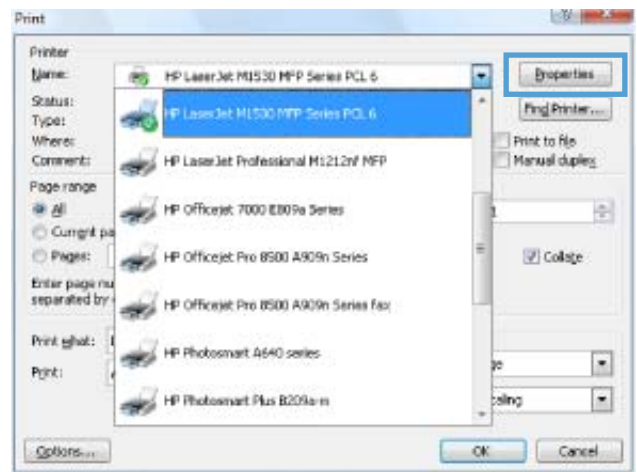 Print
Printer
Name:
HP LaserJet M1530 MFP Series PCL 6
Properties
Status:
HP LaserJet M1530 MFP Series PCL 6
Find Printer...
Type:
Where:
Print to file
Comment:
HP LaserJet Professional M1212nf MFP
Manual duplex
Page range
All
HP Officejet 7000 E809a Series
1
Current pa
Pages:
HP Officejet Pro 8500 A909n Series
Collate
Enter page nu
separated by
HP Officejet Pro 8500 A909n Series fax
Print what:
HP Photosmart A640 series
Print:
HP Photosmart Plus B209a-m
ge
caling
Options...
OK
Cancel